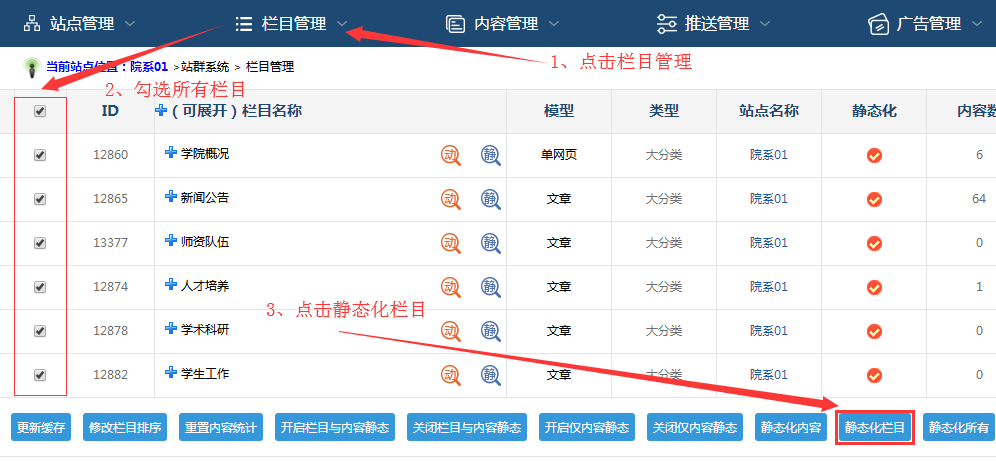 站点管理 栏目管理 内容管理 推送管理 广告管理
1、点击栏目管理
当前站点位置：院系01 >站群系统 > 栏目管理
2、勾选所有栏目
ID （可展开）栏目名称 模型 类型 站点名称 静态化 内容数
12860 学院概况 动 静 单网页 大分类 院系01 6
12865 新闻公告 动 静 文章 大分类 院系01 64
13377 师资队伍 动 静 文章 大分类 院系01 0
12874 人才培养 动 静 文章 大分类 院系01 1
3、点击静态化栏目
12878 学术科研 动 静 文章 大分类 院系01 0
12882 学生工作 动 静 文章 大分类 院系01 0
更新缓存 修改栏目排序 重置内容统计 开启栏目与内容静态 关闭栏目与内容静态 开启仅内容静态 关闭仅内容静态 静态化内容 静态化栏目 静态化所有